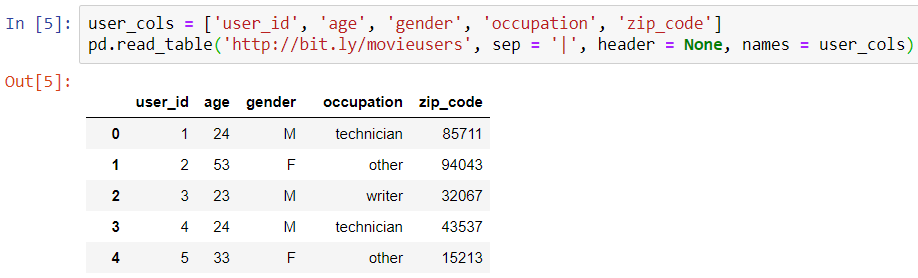 In [5]: user_cols = ['user_id', 'age', 'gender', 'occupation', 'zip_code']
pd.read_table('http://bit.ly/movieusers', sep = '|', header = None, names = user_cols)
Out[5]:
user_id age gender occupation zip_code
0 1 24 M technician 85711
1 2 53 F other 94043
2 3 23 M writer 32067
3 4 24 M technician 43537
4 5 33 F other 15213